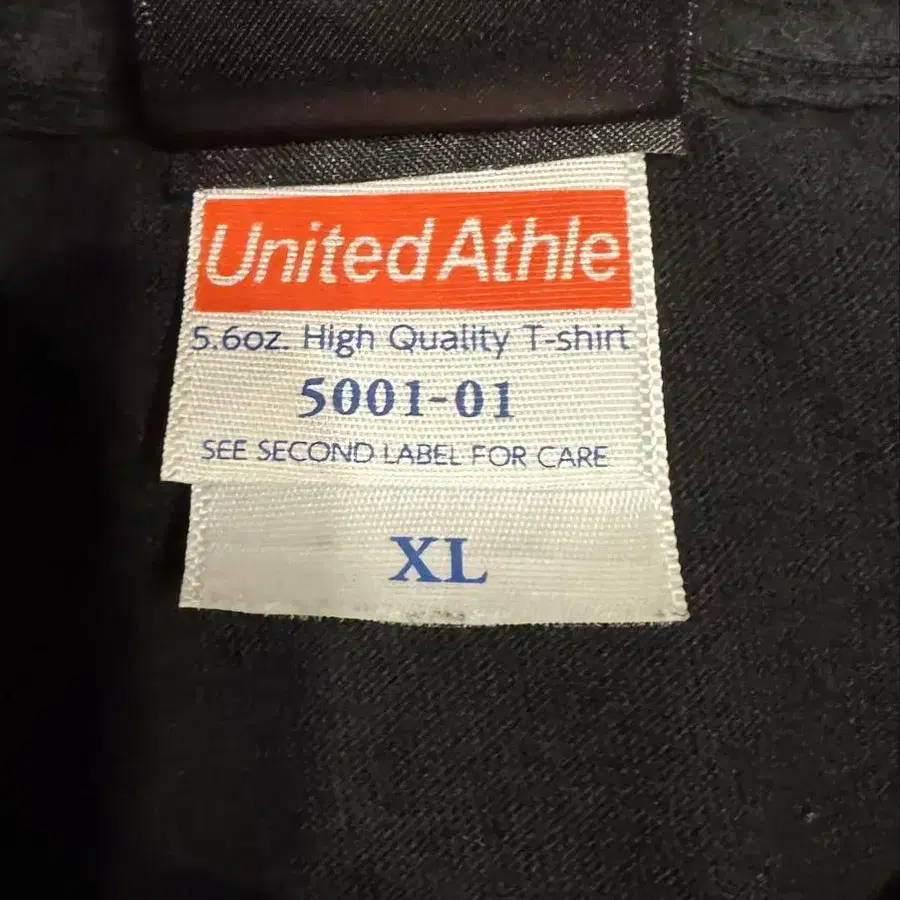 United Athle
5.6oz. High Quality T-shirt
5001-01
SEE SECOND LABEL FOR CARE
XL